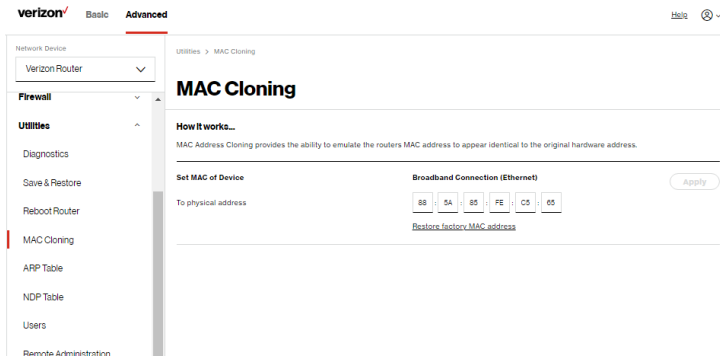 verizon
Basic
Advanced
Help
Network Device
Verizon Router
Firewall
Utilities
Diagnostics
Save & Restore
Reboot Router
MAC Cloning
ARP Table
NDP Table
Users
Remote Administration
Utilities > MAC Cloning
MAC Cloning
How it works...
MAC Address Cloning provides the ability to emulate the routers MAC address to appear identical to the original hardware address.
Set MAC of Device
Broadband Connection (Ethernet)
Apply
To physical address
88 : 5A : 85 : FE : C5 : 65
Restore factory MAC address